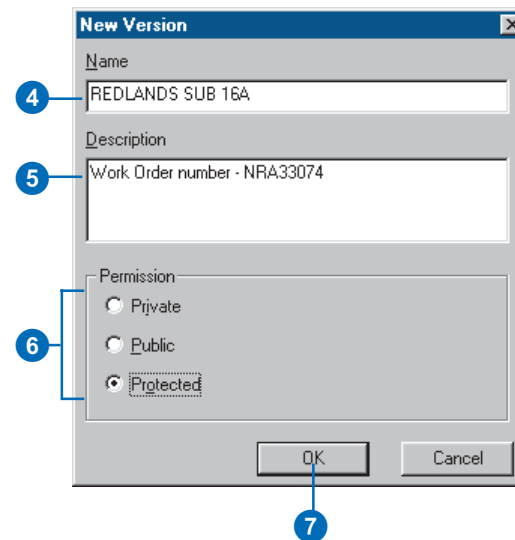 New Version
Name
4
REDLANDS SUB 16A
Description
5
Work Order number - NRA33074
Permission
Private
6
Public
Protected
OK
Cancel
7